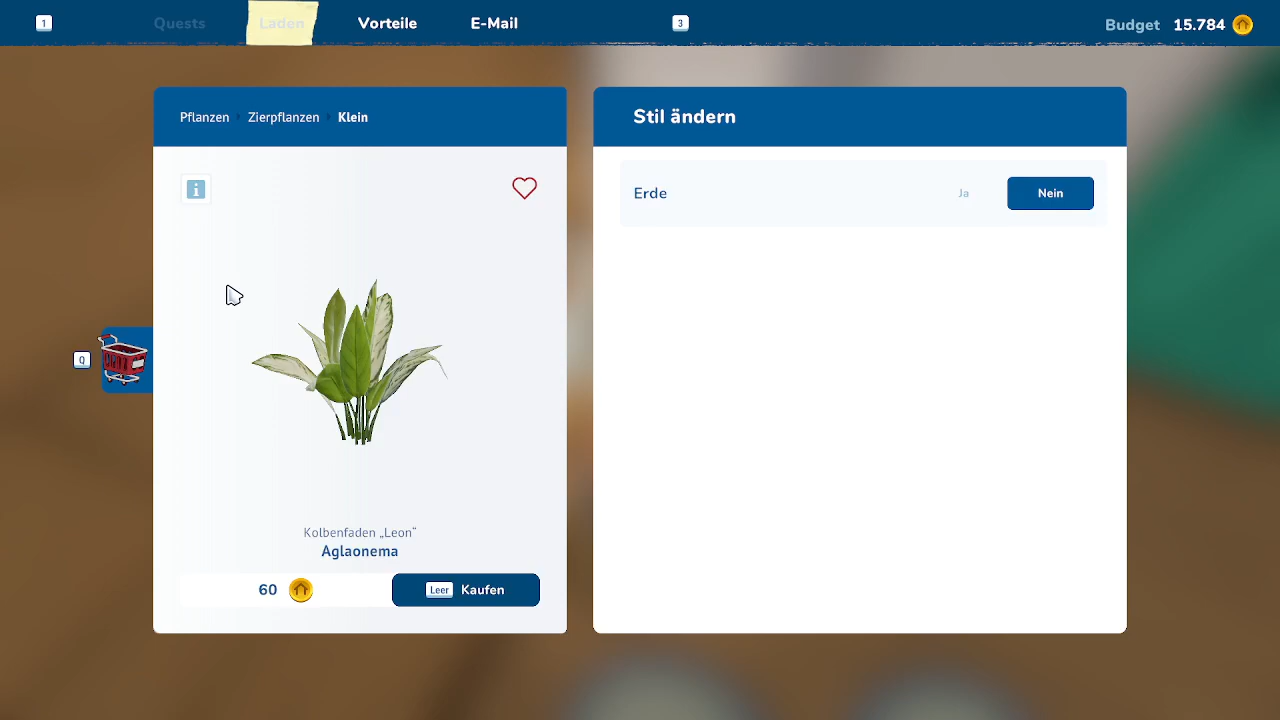 1 Quests Laden Vorteile E-Mail 3 Budget 15.784
Pflanzen Zierpflanzen Klein
Stil ändern
i
Erde Ja Nein
Q
Kolbenfaden „Leon“
Aglaonema
60 Leer Kaufen